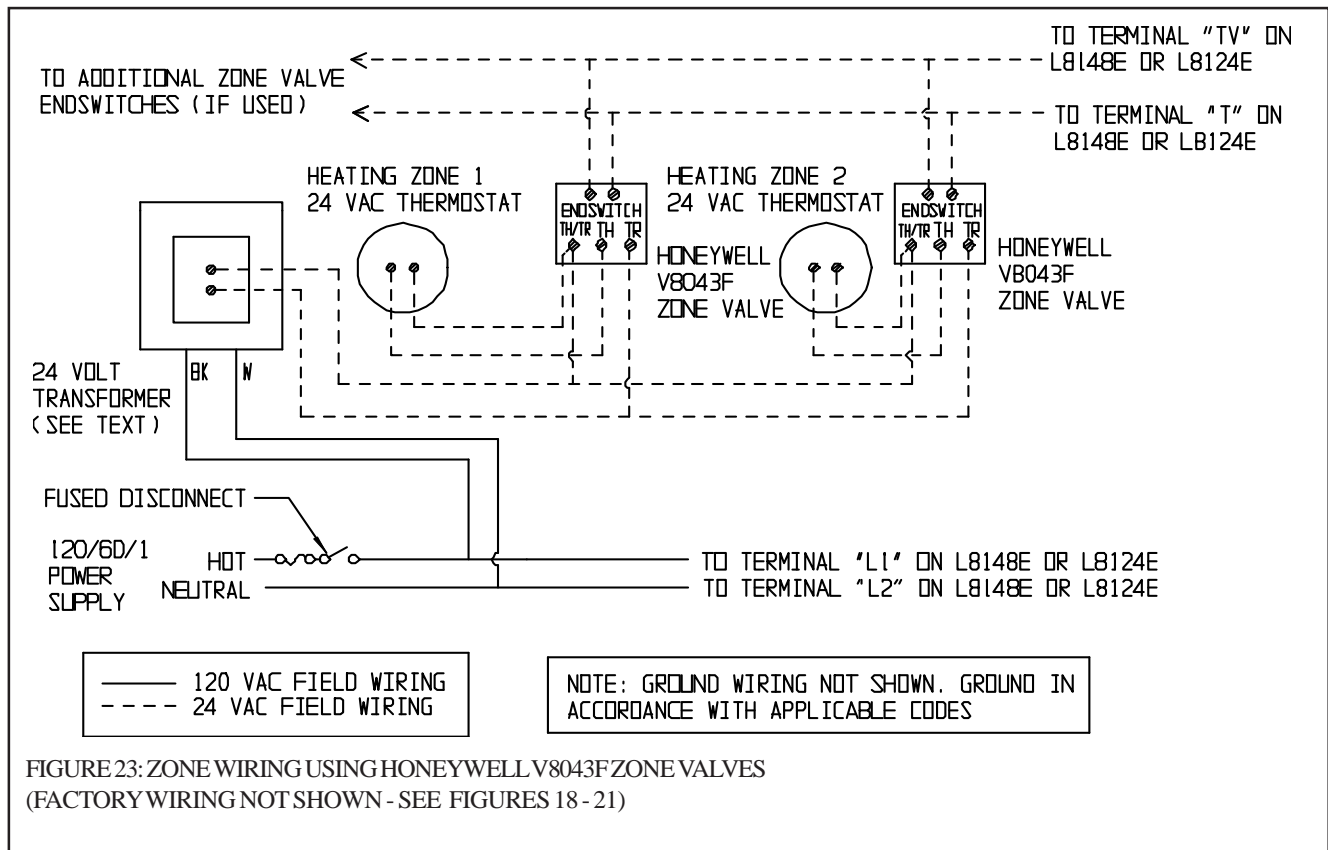 TO TERMINAL "TV" ON
L8148E OR L8124E
TO ADDITIONAL ZONE VALVE
ENDSWITCHES (IF USED)
TO TERMINAL "T" ON
L8148E OR L8124E
HEATING ZONE 1
24 VAC THERMOSTAT
HEATING ZONE 2
24 VAC THERMOSTAT
ENDSWITCH
TH/TR TH TR
ENDSWITCH
TH/TR TH TR
HONEYWELL
V8043F
ZONE VALVE
HONEYWELL
V8043F
ZONE VALVE
24 VOLT
TRANSFORMER
(SEE TEXT)
BK
W
FUSED DISCONNECT
120/60/1
POWER
SUPPLY
HOT
NEUTRAL
TO TERMINAL "L1" ON L8148E OR L8124E
TO TERMINAL "L2" ON L8148E OR L8124E
120 VAC FIELD WIRING
24 VAC FIELD WIRING
NOTE: GROUND WIRING NOT SHOWN. GROUND IN
ACCORDANCE WITH APPLICABLE CODES
FIGURE 23: ZONE WIRING USING HONEYWELL V8043F ZONE VALVES
(FACTORY WIRING NOT SHOWN - SEE FIGURES 18 - 21)